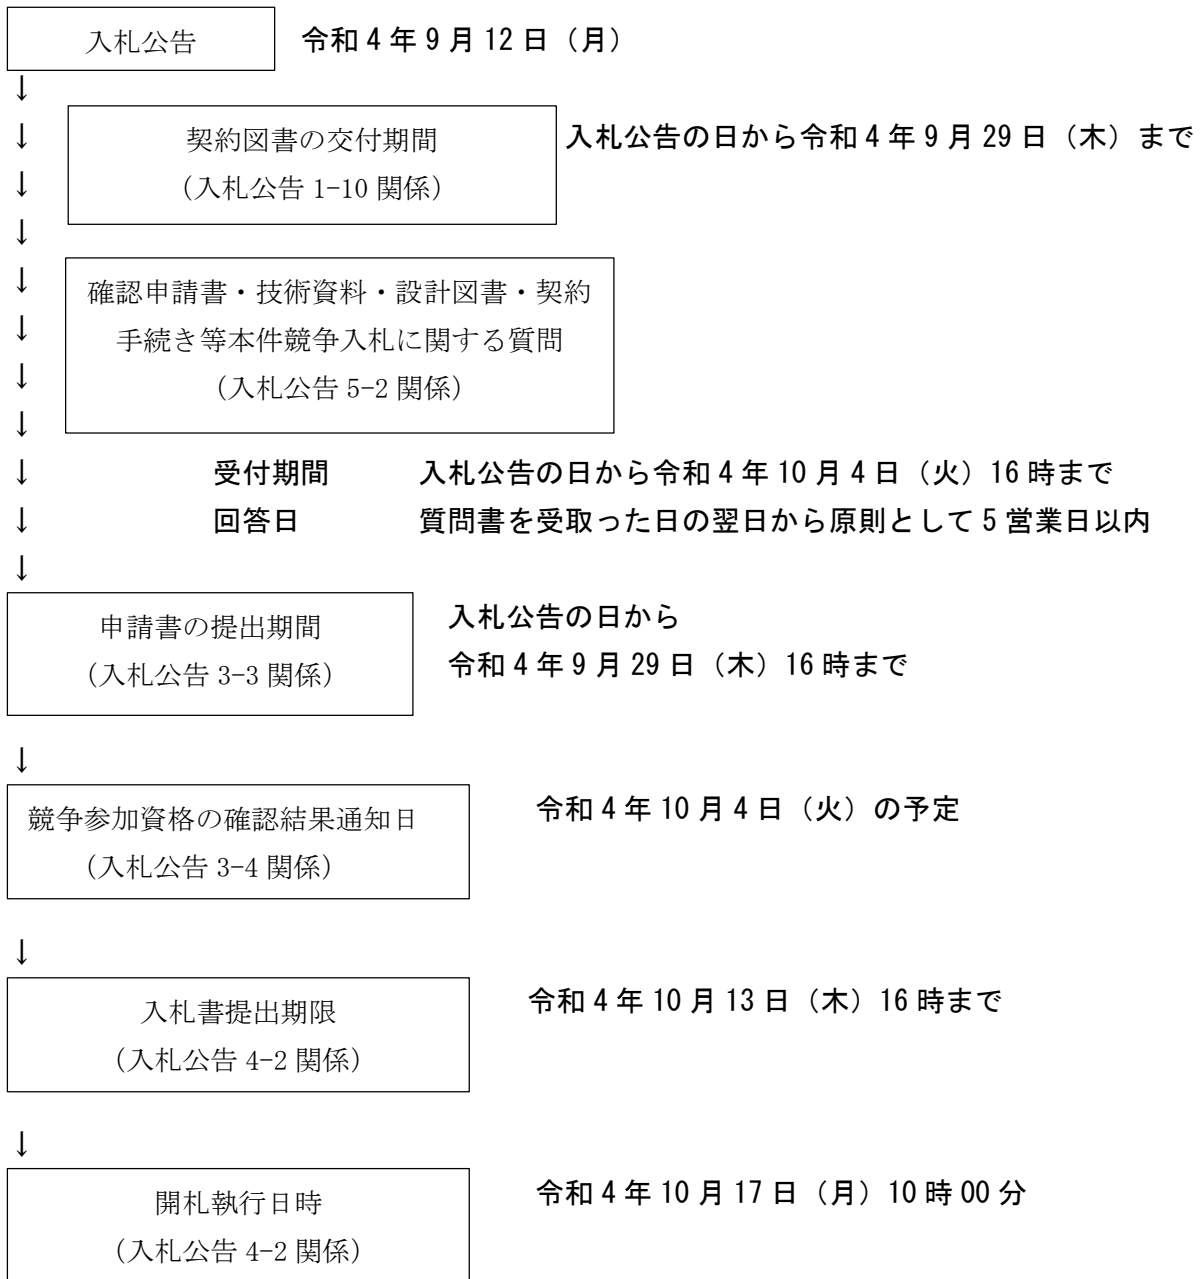 入札公告 令和4年9月12日（月）
↓
↓ 契約図書の交付期間 入札公告の日から令和4年9月29日（木）まで
↓ （入札公告1-10関係）
↓
↓ 確認申請書・技術資料・設計図書・契約
↓ 手続き等本件競争入札に関する質問
↓ （入札公告5-2関係）
↓
↓ 受付期間 入札公告の日から令和4年10月4日（火）16時まで
↓ 回答日 質問書を受取った日の翌日から原則として5営業日以内
↓
申請書の提出期間 入札公告の日から
（入札公告3-3関係） 令和4年9月29日（木）16時まで
↓
競争参加資格の確認結果通知日 令和4年10月4日（火）の予定
（入札公告3-4関係）
↓
入札書提出期限 令和4年10月13日（木）16時まで
（入札公告4-2関係）
↓
開札執行日時 令和4年10月17日（月）10時00分
（入札公告4-2関係）